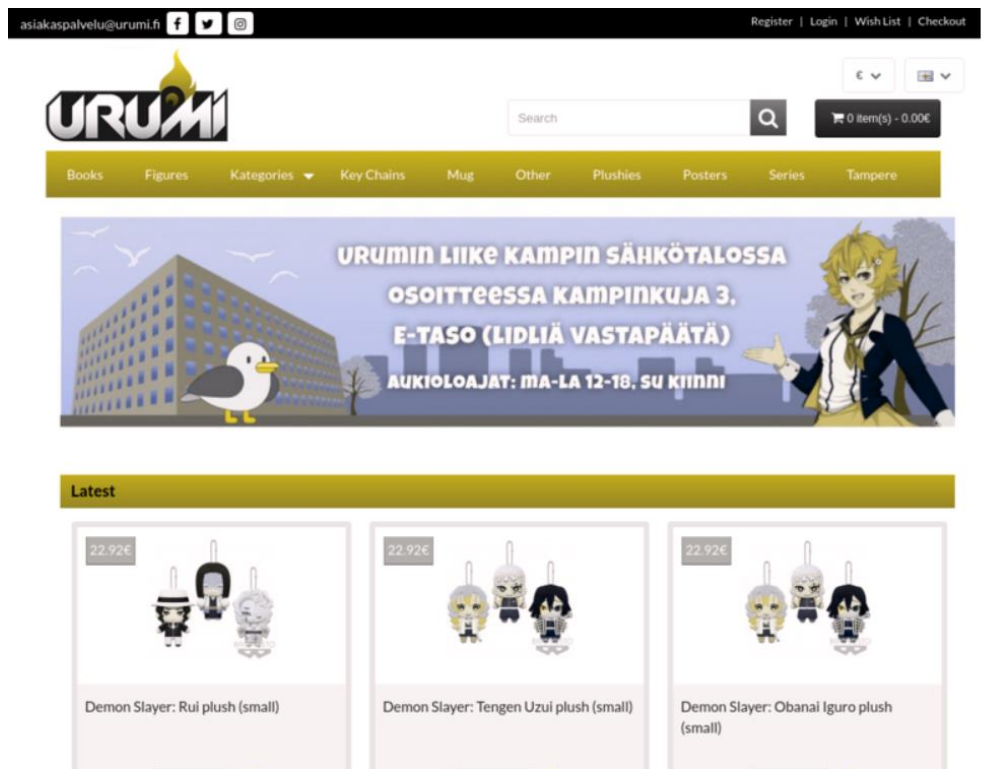 asiakaspalvelu@urumi.fi
Register | Login | Wish List | Checkout
URUMI
€
Search
0 item(s) - 0.00€
Books Figures Kategories Key Chains Mug Other Plushies Posters Series Tampere
URUMIN LIIKE KAMPIN SÄHKÖTALOSSA
OSOITTEESSA KAMPINKUJA 3,
E-TASO (LIDLIÄ VASTAPÄÄTÄ)
AUKIOLOAJAT: MA-LA 12-18, SU KIINNI
Latest
22.92€ 22.92€ 22.92€
Demon Slayer: Rui plush (small)
Demon Slayer: Tengen Uzui plush (small)
Demon Slayer: Obanai Iguro plush
(small)